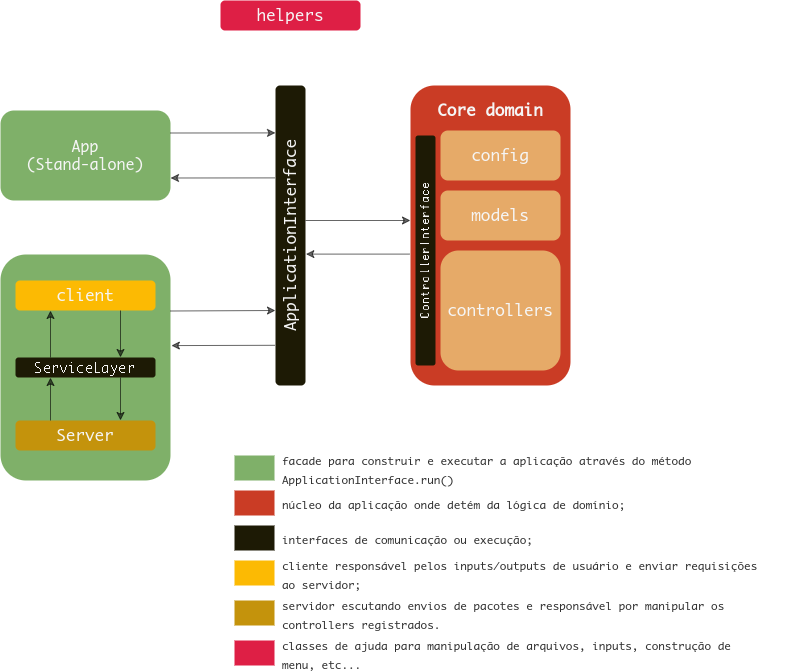 helpers
Core domain
App
(Stand-alone)
ApplicationInterface
ControllerInterface
config
models
controllers
client
ServiceLayer
Server
facade para construir e executar a aplicação através do método
ApplicationInterface.run()
núcleo da aplicação onde detém da lógica de domínio;
interfaces de comunicação ou execução;
cliente responsável pelos inputs/outputs de usuário e enviar requisições
ao servidor;
servidor escutando envios de pacotes e responsável por manipular os
controllers registrados.
classes de ajuda para manipulação de arquivos, inputs, construção de
menu, etc...